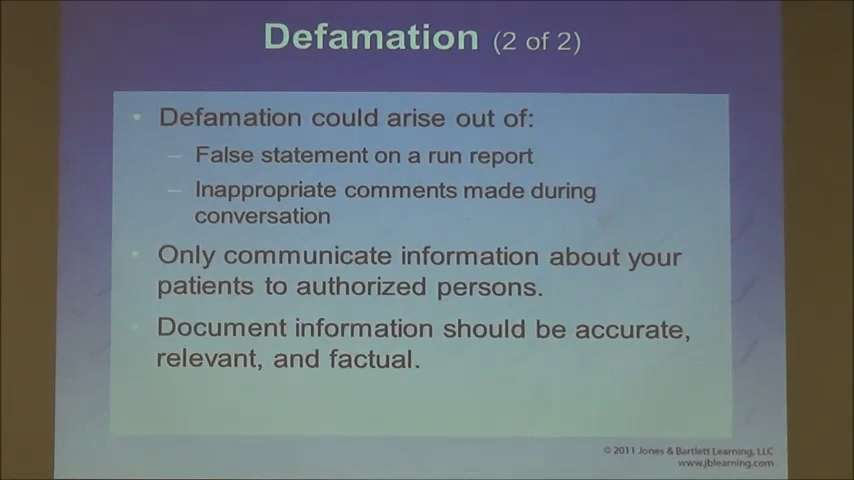 Defamation (2 of 2)
• Defamation could arise out of:
– False statement on a run report
– Inappropriate comments made during
conversation
• Only communicate information about your
patients to authorized persons.
• Document information should be accurate,
relevant, and factual.
© 2011 Jones & Bartlett Learning, LLC
www.jblearning.com